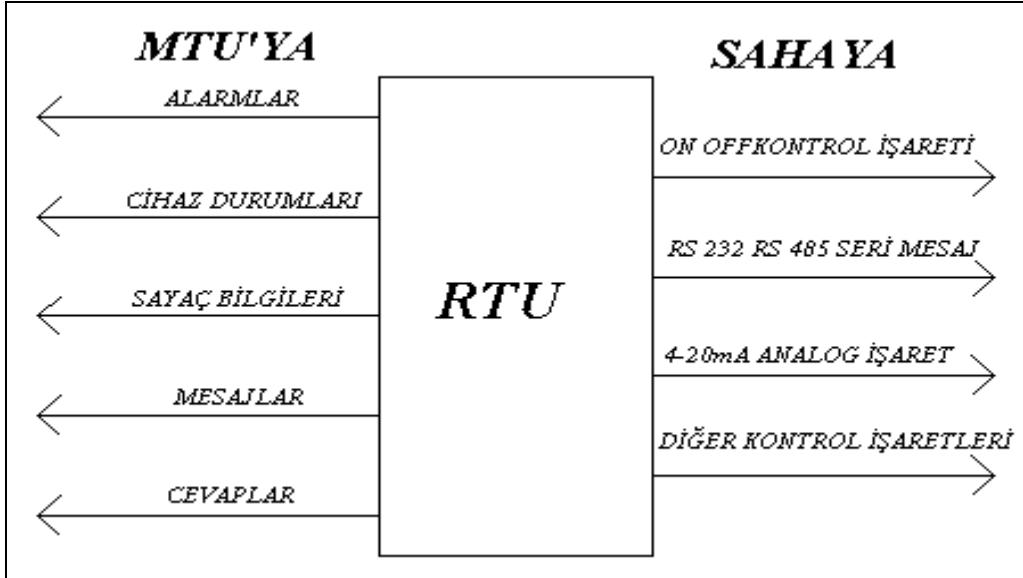 MTU'YA
ALARMLAR
CİHAZ DURUMLARI
SAYAÇ BİLGİLERİ
MESAJLAR
CEVAPLAR
RTU
SAHAYA
ON OFFKONTROL İŞARETİ
RS 232 RS 485 SERİ MESAJ
4-20mA ANALOG İŞARET
DİĞER KONTROL İŞARETLERİ